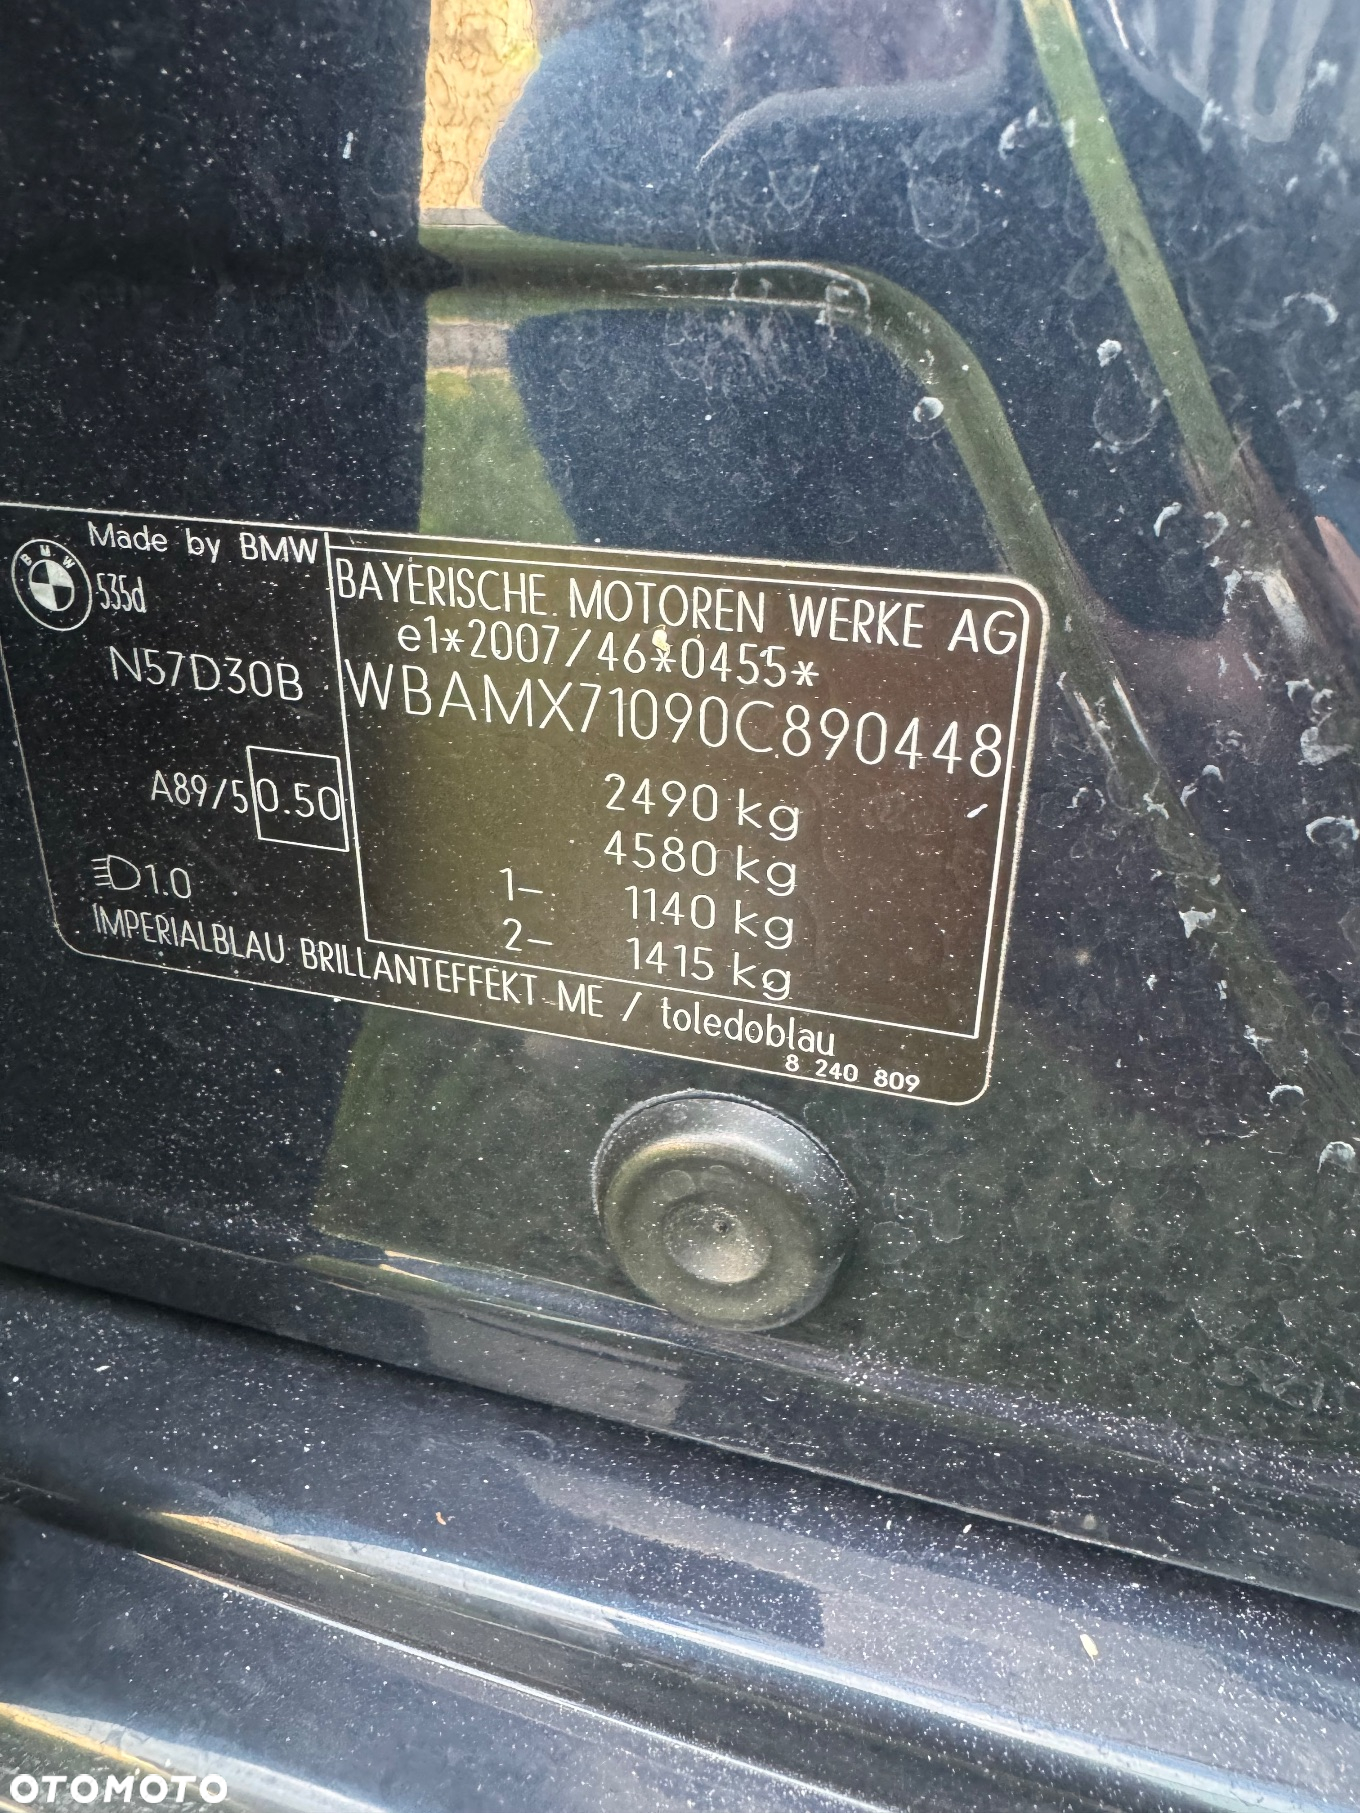 Made by BMW
BMW
535d
N57D30B
A89/5 0.50
D1.0
IMPERIALBLAU BRILLANTEFFEKT ME / toledoblau
8 240 809
BAYERISCHE MOTOREN WERKE AG
e1*2007/46*0455*
WBAMX71090C890448
2490 kg
4580 kg
1- 1140 kg
2- 1415 kg
OTOMOTO